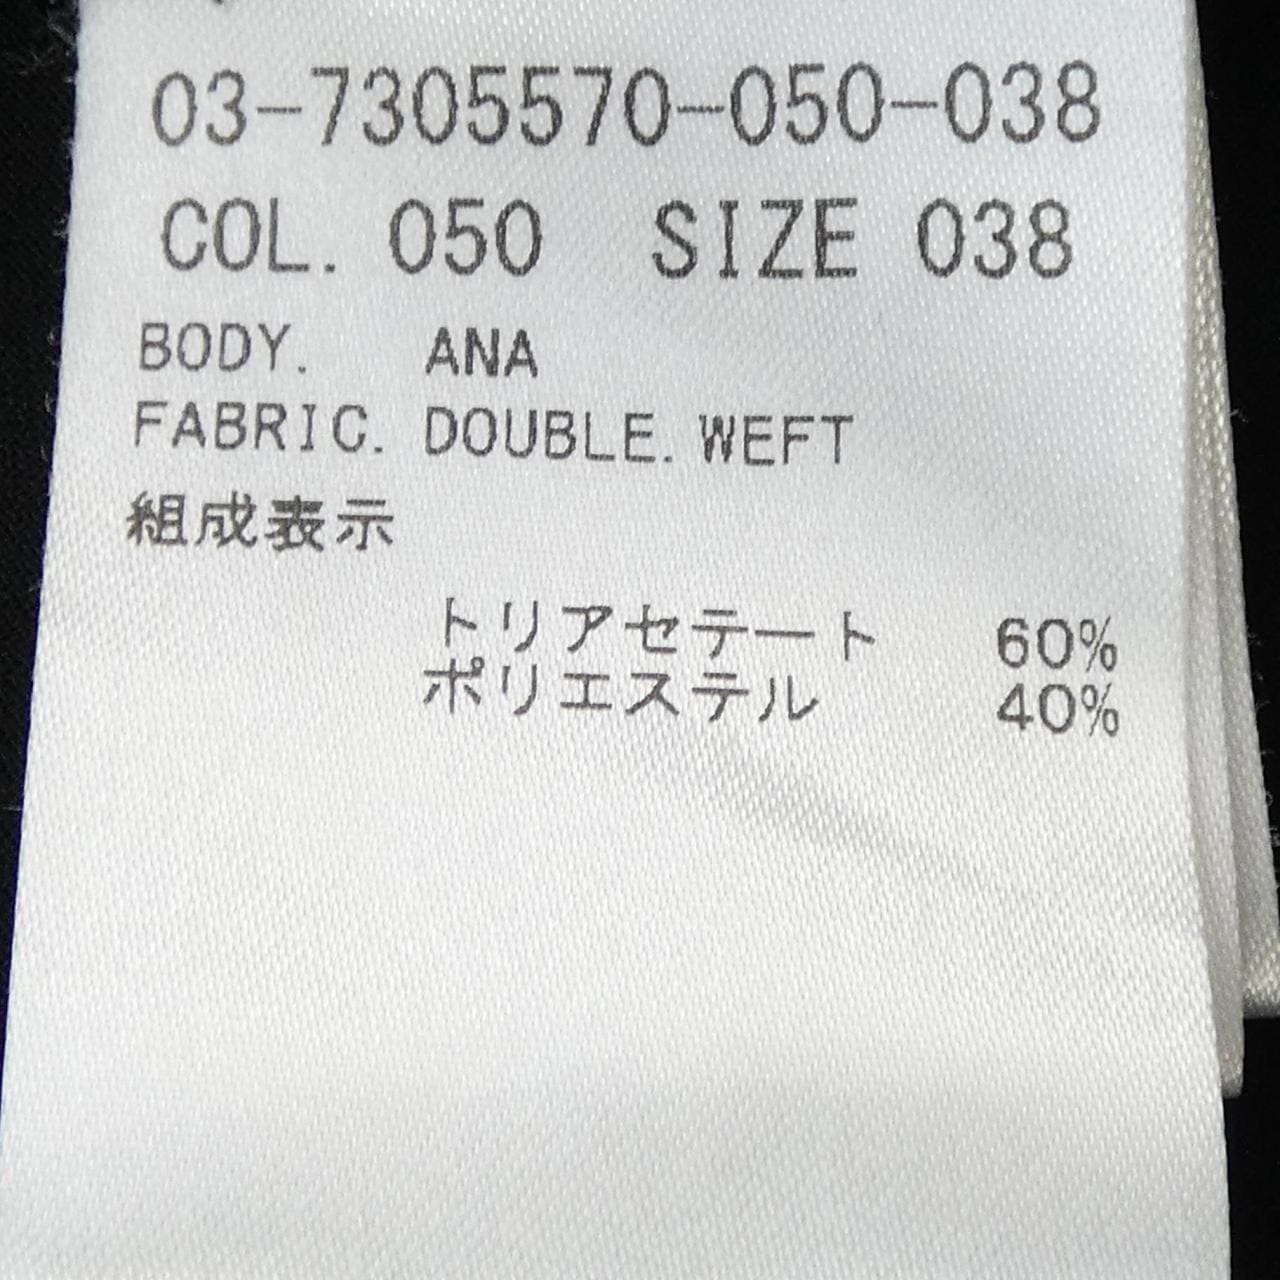 03-7305570-050-038
COL. 050 SIZE 038
BODY. ANA
FABRIC. DOUBLE. WEFT
組成表示
トリアセテート 60%
ポリエステル 40%